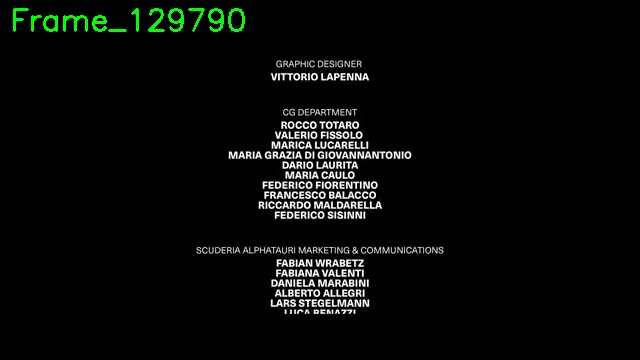 Frame_129790
GRAPHIC DESIGNER
VITTORIO LAPENNA
CG DEPARTMENT
ROCCO TOTARO
VALERIO FISSOLO
MARICA LUCARELLI
MARIA GRAZIA DI GIOVANNANTONIO
DARIO LAURITA
MARIA CAULO
FEDERICO FIORENTINO
FRANCESCO BALACCO
RICCARDO MALDARELLA
FEDERICO SISINNI
SCUDERIA ALPHATAURI MARKETING & COMMUNICATIONS
FABIAN WRABETZ
FABIANA VALENTI
DANIELA MARABINI
ALBERTO ALLEGRI
LARS STEGELMANN
LUCA BENAZZI